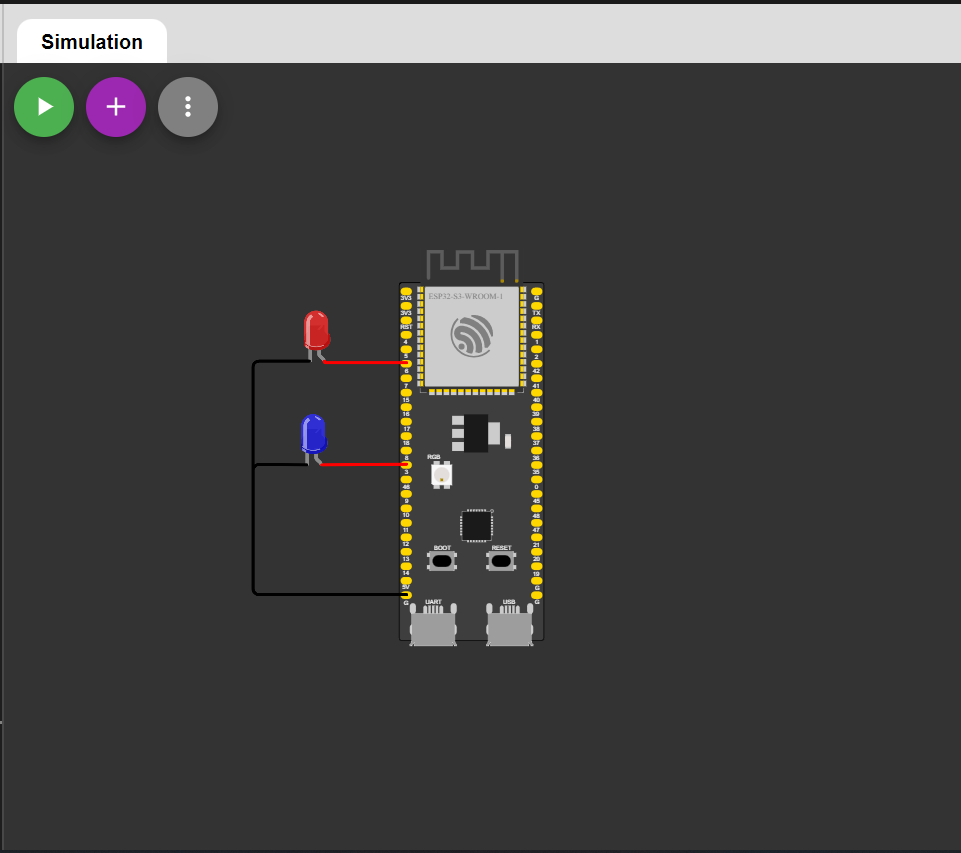 Simulation
ESP32-S3-WROOM-1
3V3 G
3V3 TX
RST RX
4 1
5 2
6 42
7 41
15 40
16 39
17 38
18 37
RGB
8 36
3 35
46 0
9 45
10 48
11 47
12 21
BOOT RESET
13 20
14 19
5V G
UART USB
G G